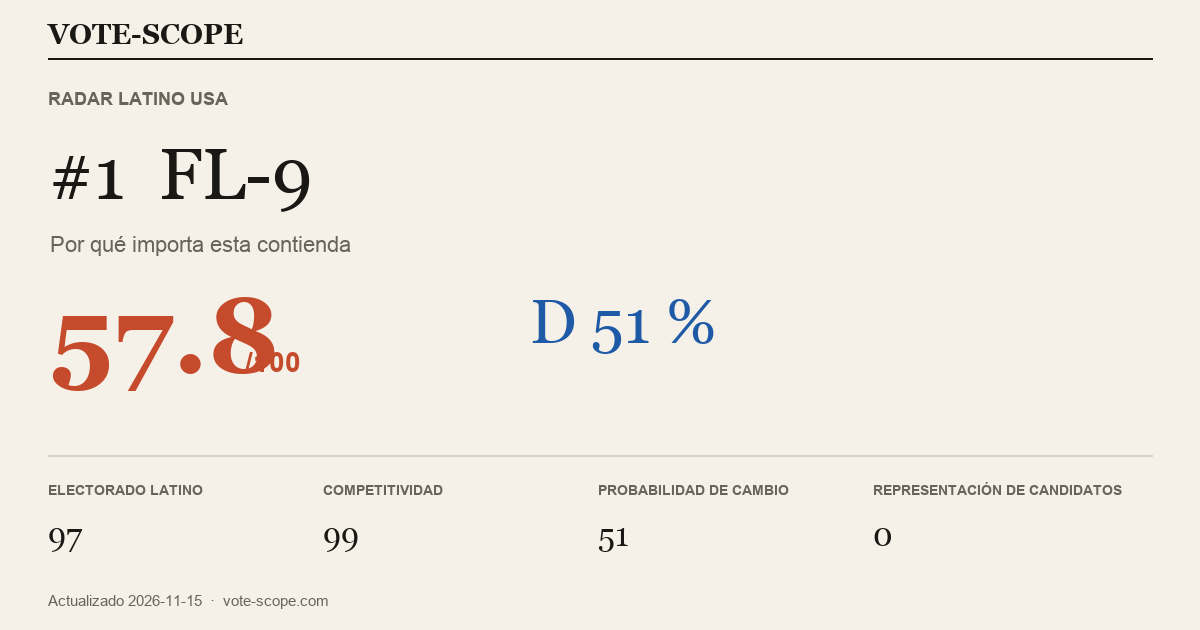 VOTE-SCOPE
RADAR LATINO USA
#1 FL-9
Por qué importa esta contienda
57.8/100
D 51 %
ELECTORADO LATINO
COMPETITIVIDAD
PROBABILIDAD DE CAMBIO
REPRESENTACIÓN DE CANDIDATOS
97
99
51
0
Actualizado 2026-11-15 · vote-scope.com